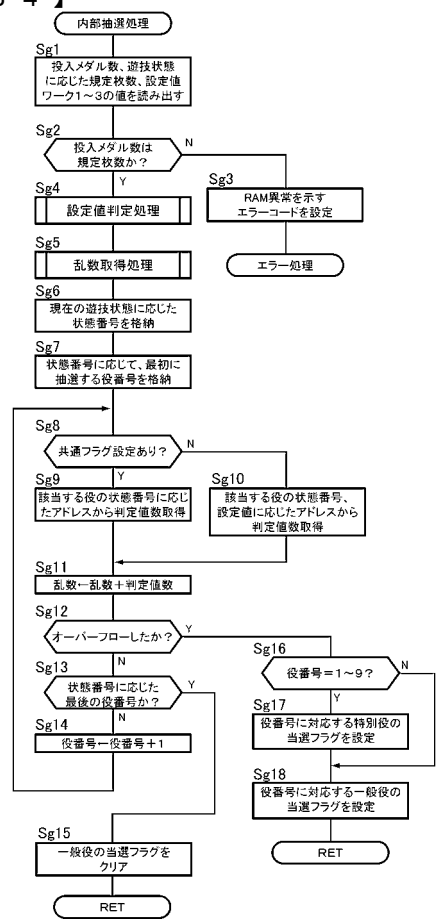 内部抽選処理
Sg1
投入メダル数、遊技状態
に応じた規定枚数、設定値
ワーク1～3の値を読み出す
Sg2
投入メダル数は
規定枚数か？
N
Y
Sg3
RAM異常を示す
エラーコードを設定
エラー処理
Sg4
設定値判定処理
Sg5
乱数取得処理
Sg6
現在の遊技状態に応じた
状態番号を格納
Sg7
状態番号に応じて、最初に
抽選する役番号を格納
Sg8
共通フラグ設定あり？
N
Y
Sg9
該当する役の状態番号に応じ
たアドレスから判定値数取得
Sg10
該当する役の状態番号、
設定値に応じたアドレスから
判定値数取得
Sg11
乱数←乱数＋判定値数
Sg12
オーバーフローしたか？
Y
N
Sg13
状態番号に応じた
最後の役番号か？
Y
N
Sg14
役番号←役番号＋1
Sg16
役番号＝1～9？
N
Y
Sg17
役番号に対応する特別役の
当選フラグを設定
Sg18
役番号に対応する一般役の
当選フラグを設定
RET
Sg15
一般役の当選フラグを
クリア
RET